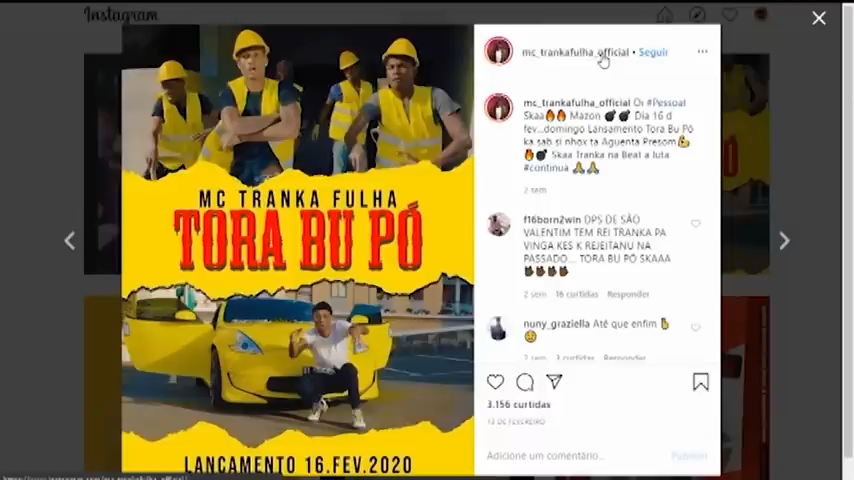 Instagram
MC TRANKA FULHA
TORA BU PÓ
LANCAMENTO 16.FEV.2020
mc_trankafulha_official • Seguir
mc_trankafulha_official Oi #Pessoal
Skaa🔥🔥 Mazon 💣💣 Dia 16 d
fev...domingo Lansamento Tora Bu Pó
ka sab si nhox ta Aguenta Presom💪
🔥💣 Skaa Tranka na Beat a luta
#continua 🙏🙏
2 sem
f16born2win DPS DE SÃO
VALENTIM TEM REI TRANKA PA
VINGA KES K REJEITANU NA
PASSADO... TORA BU PÓ SKAAA
2 sem 16 curtidas Responder
nuny_graziella Até que enfim
2 sem 3 curtidas Responder
3.156 curtidas
13 DE FEVEREIRO
Adicione um comentário...
Publicar